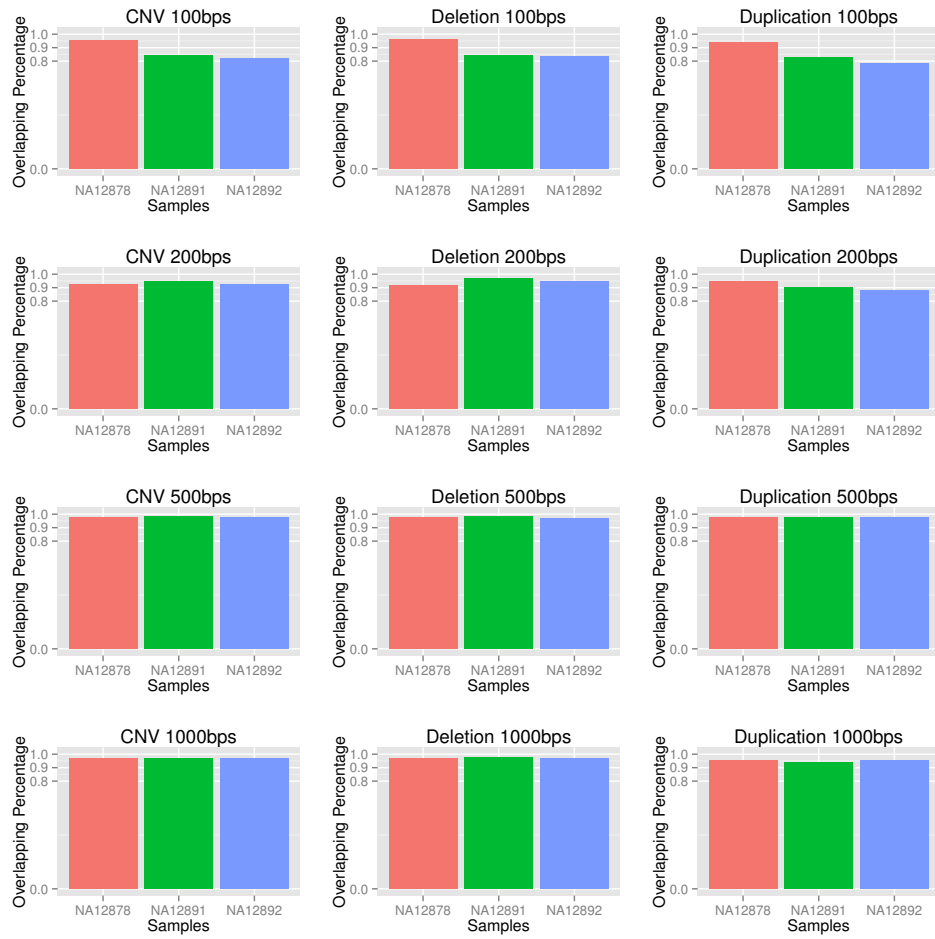 CNV 100bps
Overlapping Percentage
1.0
0.9
0.8
0.0
NA12878 NA12891 NA12892
Samples
Deletion 100bps
Overlapping Percentage
1.0
0.9
0.8
0.0
NA12878 NA12891 NA12892
Samples
Duplication 100bps
Overlapping Percentage
1.0
0.9
0.8
0.0
NA12878 NA12891 NA12892
Samples
CNV 200bps
Overlapping Percentage
1.0
0.9
0.8
0.0
NA12878 NA12891 NA12892
Samples
Deletion 200bps
Overlapping Percentage
1.0
0.9
0.8
0.0
NA12878 NA12891 NA12892
Samples
Duplication 200bps
Overlapping Percentage
1.0
0.9
0.8
0.0
NA12878 NA12891 NA12892
Samples
CNV 500bps
Overlapping Percentage
1.0
0.9
0.8
0.0
NA12878 NA12891 NA12892
Samples
Deletion 500bps
Overlapping Percentage
1.0
0.9
0.8
0.0
NA12878 NA12891 NA12892
Samples
Duplication 500bps
Overlapping Percentage
1.0
0.9
0.8
0.0
NA12878 NA12891 NA12892
Samples
CNV 1000bps
Overlapping Percentage
1.0
0.9
0.8
0.0
NA12878 NA12891 NA12892
Samples
Deletion 1000bps
Overlapping Percentage
1.0
0.9
0.8
0.0
NA12878 NA12891 NA12892
Samples
Duplication 1000bps
Overlapping Percentage
1.0
0.9
0.8
0.0
NA12878 NA12891 NA12892
Samples